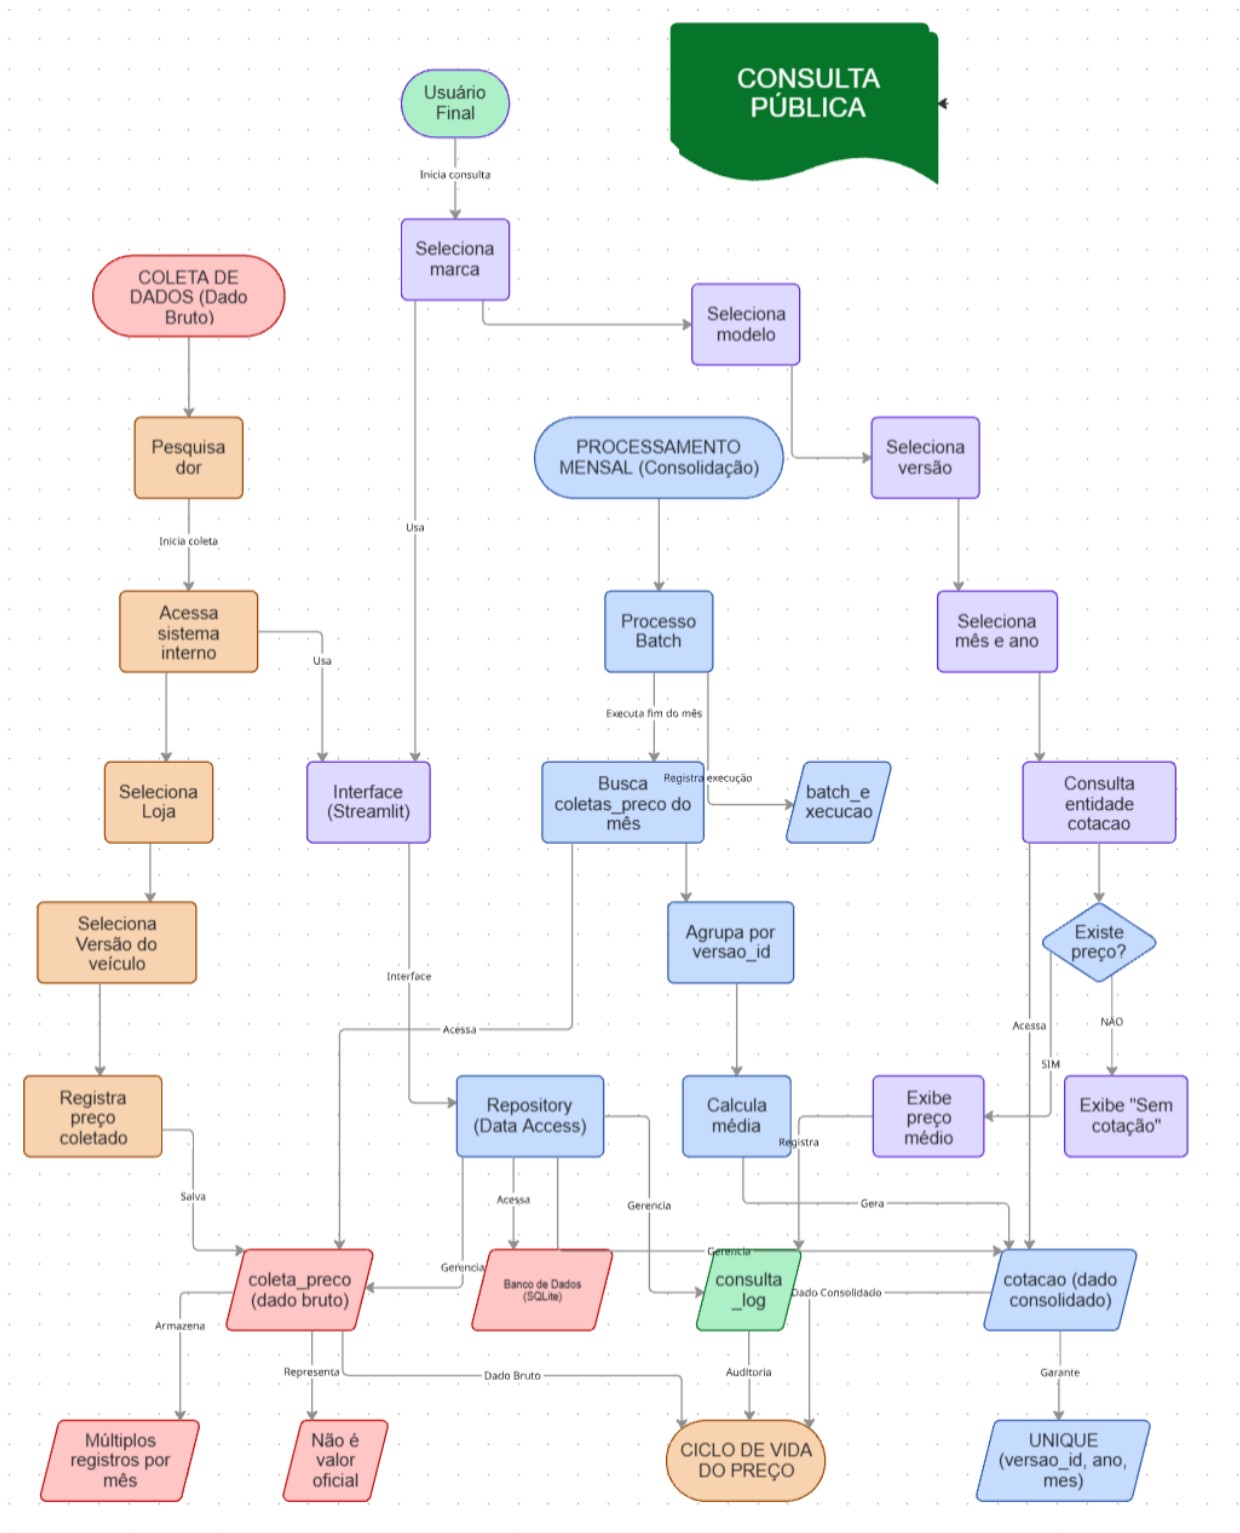 CONSULTA
PÚBLICA
Usuário
Final
Inicia consulta
Seleciona
marca
COLETA DE
DADOS (Dado
Bruto)
Seleciona
modelo
Pesquisa
dor
PROCESSAMENTO
MENSAL (Consolidação)
Seleciona
versão
Usa
Inicia coleta
Acessa
sistema
interno
Usa
Processo
Batch
Seleciona
mês e ano
Executa fim do mês
Registra execução
Seleciona
Loja
Interface
(Streamlit)
Busca
coletas_preco do
mês
batch_e
xecucao
Consulta
entidade
cotacao
Seleciona
Versão do
veículo
Agrupa por
versao_id
Existe
preço?
Interface
Acessa
Acessa
NÃO
SIM
Registra
preço
coletado
Repository
(Data Access)
Calcula
média
Exibe
preço
médio
Exibe "Sem
cotação"
Registra
Salva
Acessa
Gerencia
Gera
Gerencia
Gerencia
coleta_preco
(dado bruto)
Banco de Dados
(SQLite)
consulta
_log
Dado Consolidado
cotacao (dado
consolidado)
Armazena
Representa
Dado Bruto
Auditoria
Garante
Múltiplos
registros por
mês
Não é
valor
oficial
CICLO DE VIDA
DO PREÇO
UNIQUE
(versao_id, ano,
mes)